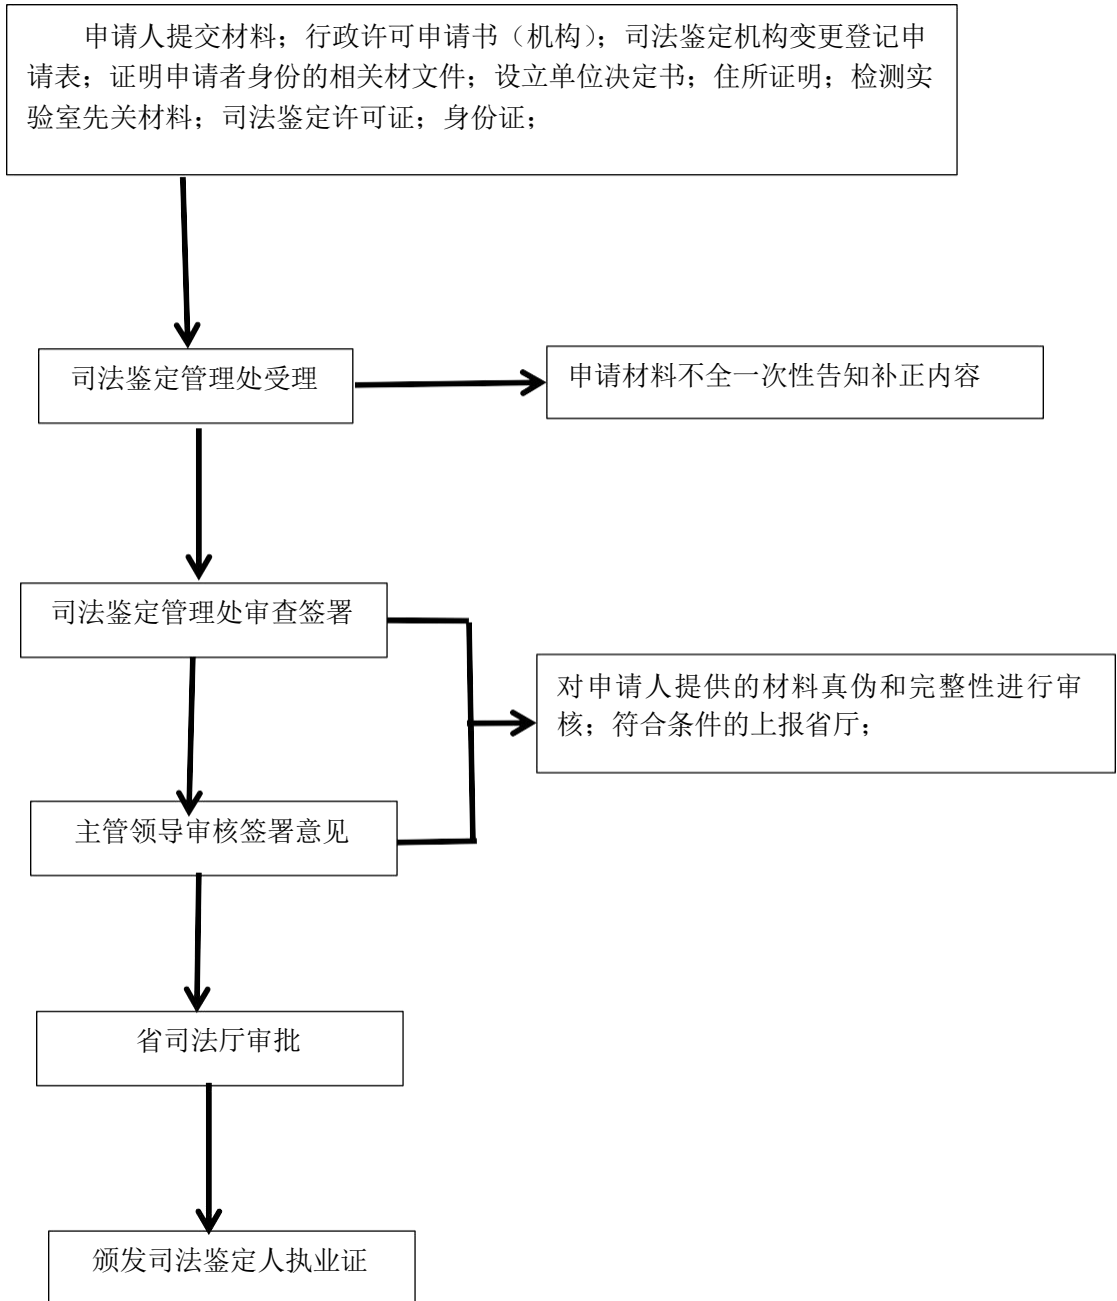 申请人提交材料；行政许可申请书（机构）；司法鉴定机构变更登记申
请表；证明申请者身份的相关材文件；设立单位决定书；住所证明；检测实
验室先关材料；司法鉴定许可证；身份证；
司法鉴定管理处受理
申请材料不全一次性告知补正内容
司法鉴定管理处审查签署
对申请人提供的材料真伪和完整性进行审
核；符合条件的上报省厅；
主管领导审核签署意见
省司法厅审批
颁发司法鉴定人执业证